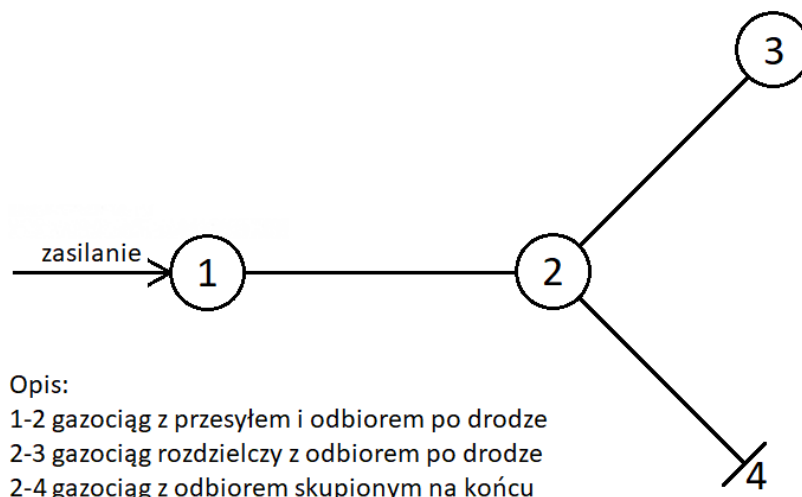 3
zasilanie
1
2
Opis:
1-2 gazociąg z przesyłem i odbiorem po drodze
2-3 gazociąg rozdzielczy z odbiorem po drodze
2-4 gazociąg z odbiorem skupionym na końcu
4